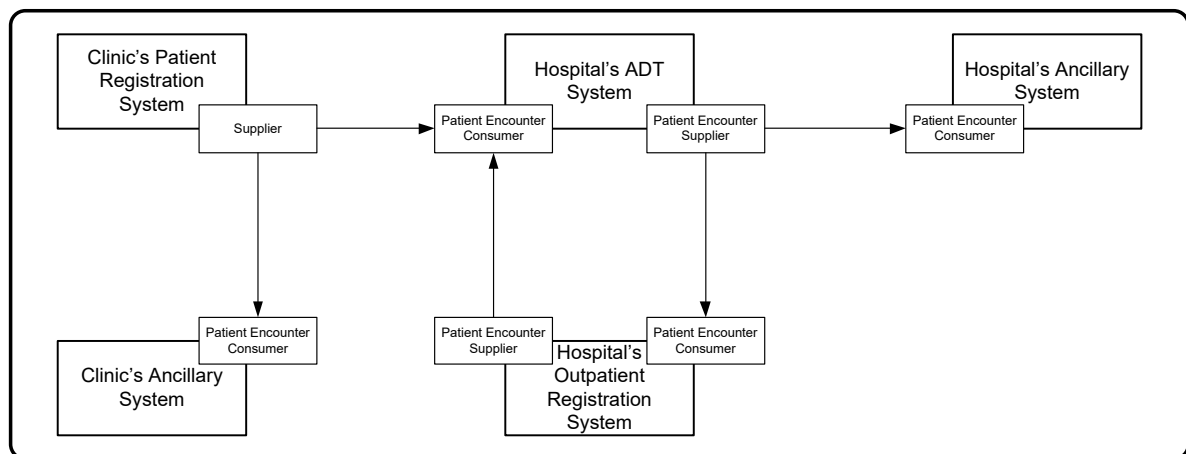 Clinic's Patient
Registration
System
Supplier
Hospital's ADT
System
Patient Encounter
Consumer
Patient Encounter
Supplier
Hospital's Ancillary
System
Patient Encounter
Consumer
Patient Encounter
Consumer
Clinic's Ancillary
System
Patient Encounter
Supplier
Patient Encounter
Consumer
Hospital's
Outpatient
Registration
System